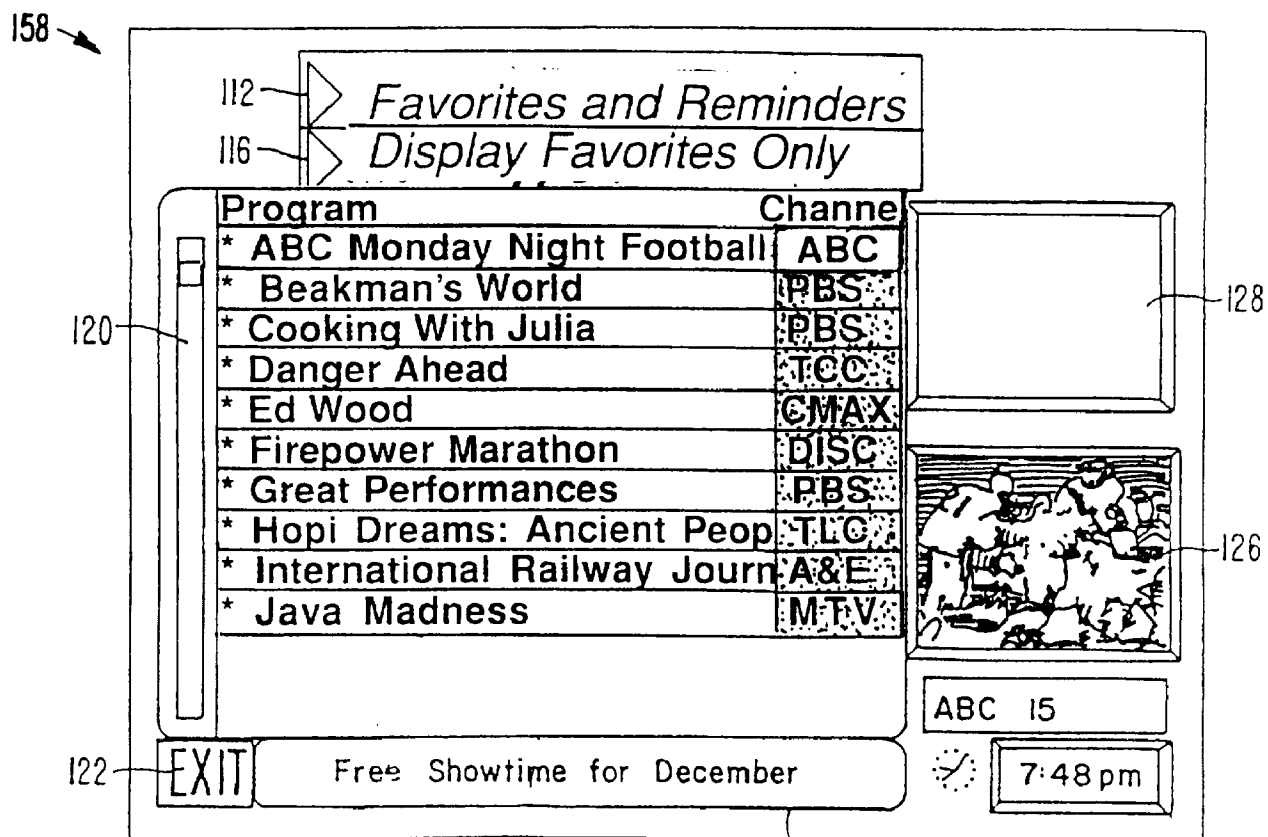 158
112 Favorites and Reminders
116 Display Favorites Only
Program Channel
* ABC Monday Night Football ABC
* Beakman's World PBS
* Cooking With Julia PBS
* Danger Ahead TCC
* Ed Wood CMAX
* Firepower Marathon DISC
* Great Performances PBS
* Hopi Dreams: Ancient Peop TLC
* International Railway Journ A&E
* Java Madness MTV
120
128
126
ABC 15
122 EXIT Free Showtime for December 7:48 pm